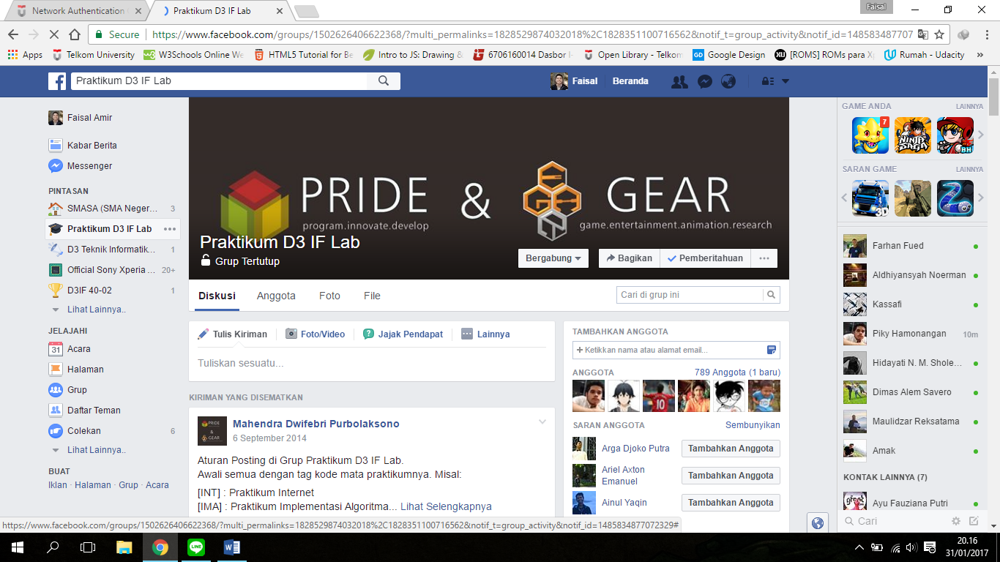 Network Authentication
Praktikum D3 IF Lab
Faisal
Secure
https://www.facebook.com/groups/1502626406622368/?multi_permalinks=1828529874032018%2C1828351100716562&notif_t=group_activity&notif_id=148583487707
Apps
Telkom University
W3Schools Online We
HTML5 Tutorial for Be
Intro to JS: Drawing &
6706160014 Dasbor I-
Open Library - Telkom
Google Design
[ROMS] ROMs para Xp
Rumah - Udacity
»
Praktikum D3 IF Lab
Faisal
Beranda
Faisal Amir
Kabar Berita
Messenger
PINTASAN
SMASA (SMA Neger... 3
Praktikum D3 IF Lab
D3 Teknik Informatik... 1
Official Sony Xperia ... 20+
D3IF 40-02 1
Lihat Lainnya..
JELAJAHI
31 Acara
Halaman
Grup
Daftar Teman
Colekan 6
Lihat Lainnya..
BUAT
Iklan · Halaman · Grup · Acara
PRIDE & GEAR
program.innovate.develop
game.entertainment.animation.research
Praktikum D3 IF Lab
Grup Tertutup
Bergabung
Bagikan
Pemberitahuan
Diskusi
Anggota
Foto
File
Cari di grup ini
Tulis Kiriman
Foto/Video
Jajak Pendapat
Lainnya
Tuliskan sesuatu...
KIRIMAN YANG DISEMATKAN
PRIDE
&
GEAR
Mahendra Dwifebri Purbolaksono
6 September 2014
Aturan Posting di Grup Praktikum D3 IF Lab.
Awali semua dengan tag kode mata praktikumnya. Misal:
[INT] : Praktikum Internet
[IMA] : Praktikum Implementasi Algoritma... Lihat Selengkapnya
TAMBAHKAN ANGGOTA
+ Ketikkan nama atau alamat email...
ANGGOTA
789 Anggota (1 baru)
10
SARAN ANGGOTA
Sembunyikan
Arga Djoko Putra
Tambahkan Anggota
Ariel Axton
Emanuel
Tambahkan Anggota
Ainul Yaqin
Tambahkan Anggota
GAME ANDA
LAINNYA
7
NINJA
SAGA
BH
SARAN GAME
LAINNYA
3D
Farhan Fued
Aldhiyansyah Noerman
Kassafi
Piky Hamonangan 10m
Hidayati N. M. Shole...
Dimas Alem Savero
Maulidzar Reksatama
Amak
KONTAK LAINNYA (7)
Ayu Fauziana Putri
Cari
https://www.facebook.com/groups/1502626406622368/?multi_permalinks=1828529874032018%2C1828351100716562&notif_t=group_activity&notif_id=1485834877072329#
LINE
20.16
31/01/2017